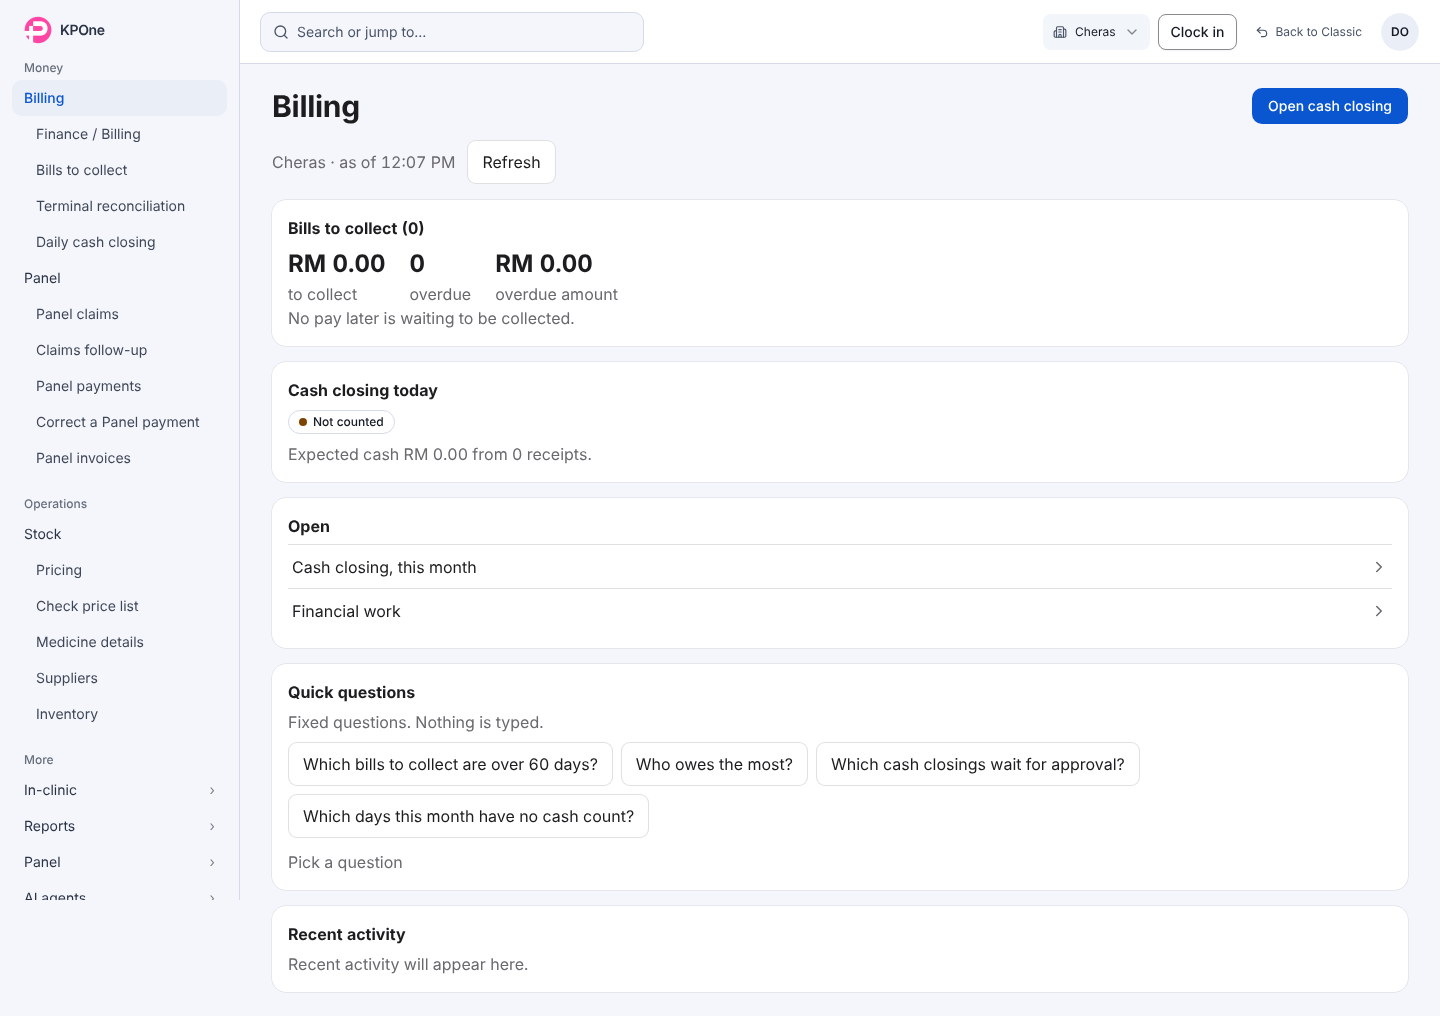 KPOne
Search or jump to...
Cheras
Clock in
Back to Classic
DO
Money
Billing
Finance / Billing
Bills to collect
Terminal reconciliation
Daily cash closing
Panel
Panel claims
Claims follow-up
Panel payments
Correct a Panel payment
Panel invoices
Operations
Stock
Pricing
Check price list
Medicine details
Suppliers
Inventory
More
In-clinic
Reports
Panel
AI agents
Billing
Open cash closing
Cheras · as of 12:07 PM
Refresh
Bills to collect (0)
RM 0.00 0 RM 0.00
to collect overdue overdue amount
No pay later is waiting to be collected.
Cash closing today
Not counted
Expected cash RM 0.00 from 0 receipts.
Open
Cash closing, this month
Financial work
Quick questions
Fixed questions. Nothing is typed.
Which bills to collect are over 60 days?
Who owes the most?
Which cash closings wait for approval?
Which days this month have no cash count?
Pick a question
Recent activity
Recent activity will appear here.